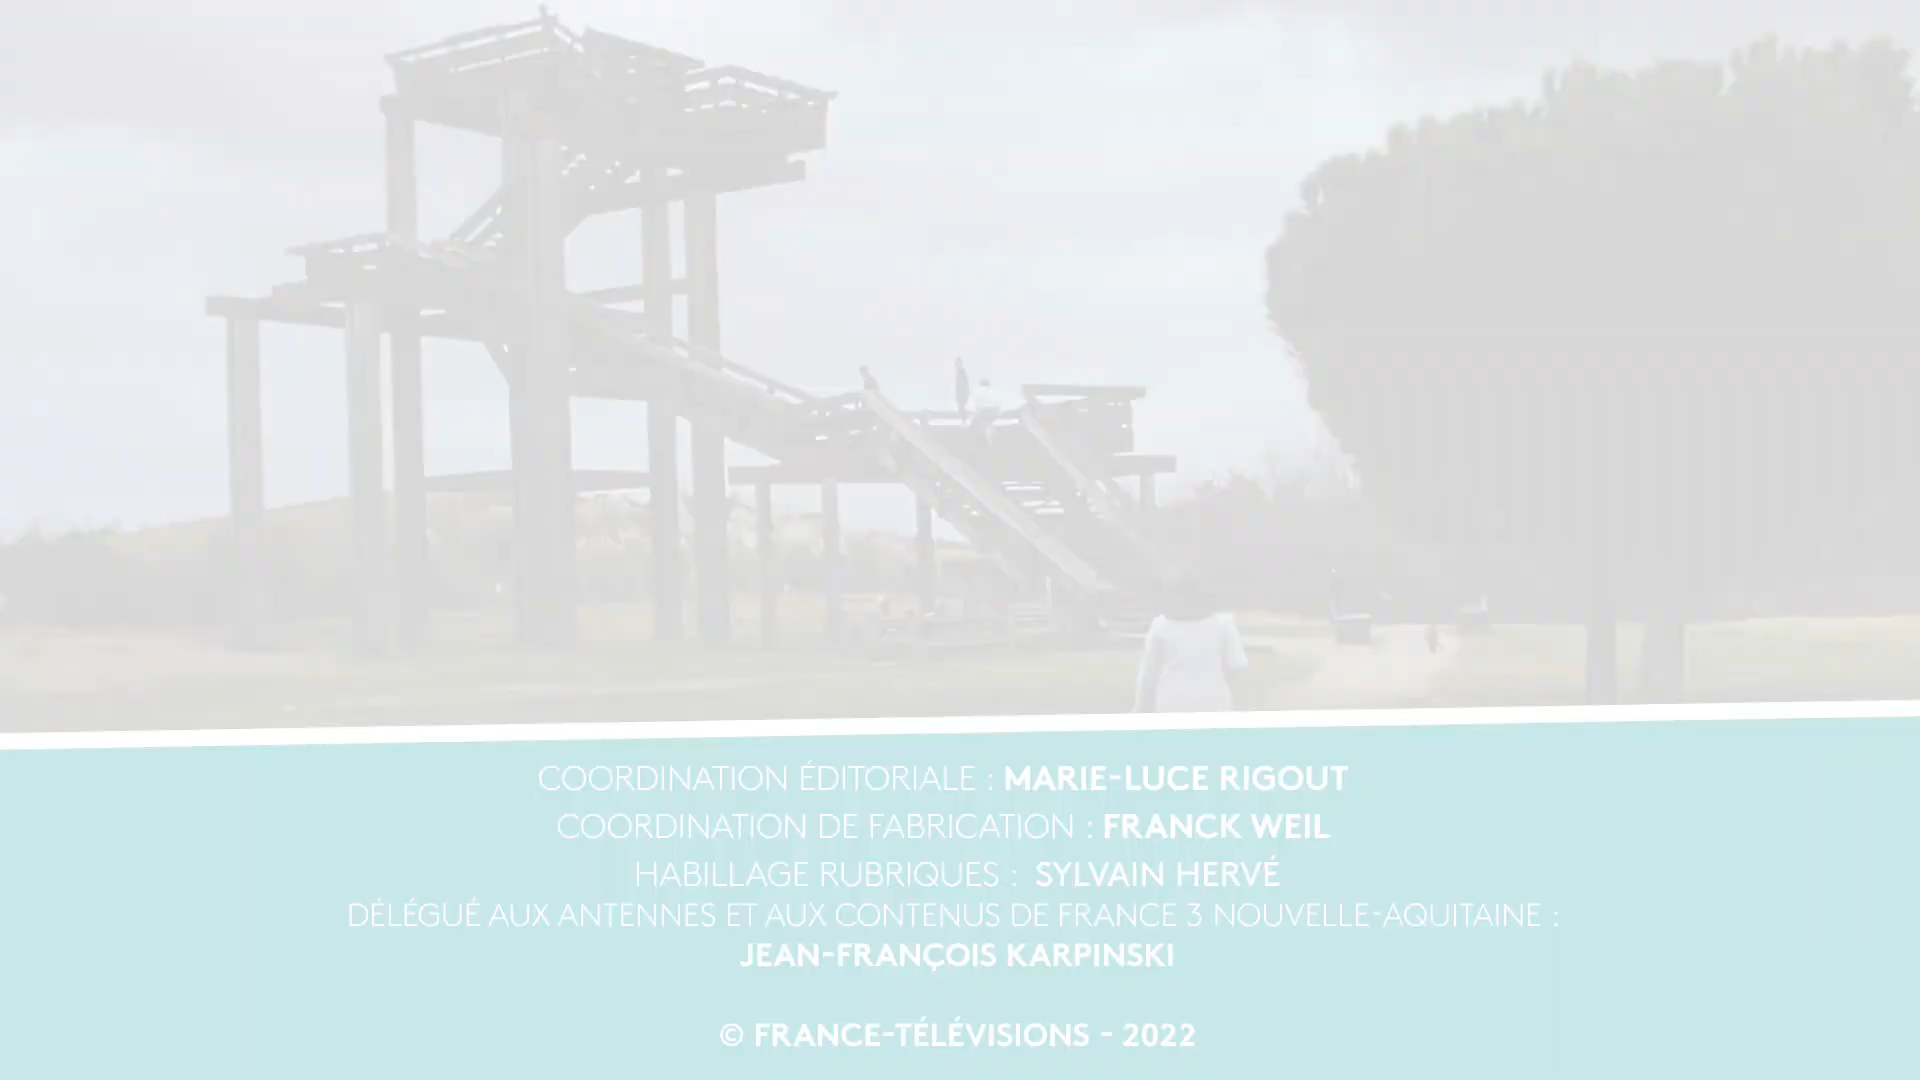 COORDINATION ÉDITORIALE : MARIE-LUCE RIGOUT
COORDINATION DE FABRICATION : FRANCK WEIL
HABILLAGE RUBRIQUES : SYLVAIN HERVÉ
DÉLÉGUÉ AUX ANTENNES ET AUX CONTENUS DE FRANCE 3 NOUVELLE-AQUITAINE :
JEAN-FRANÇOIS KARPINSKI
© FRANCE-TÉLÉVISIONS - 2022